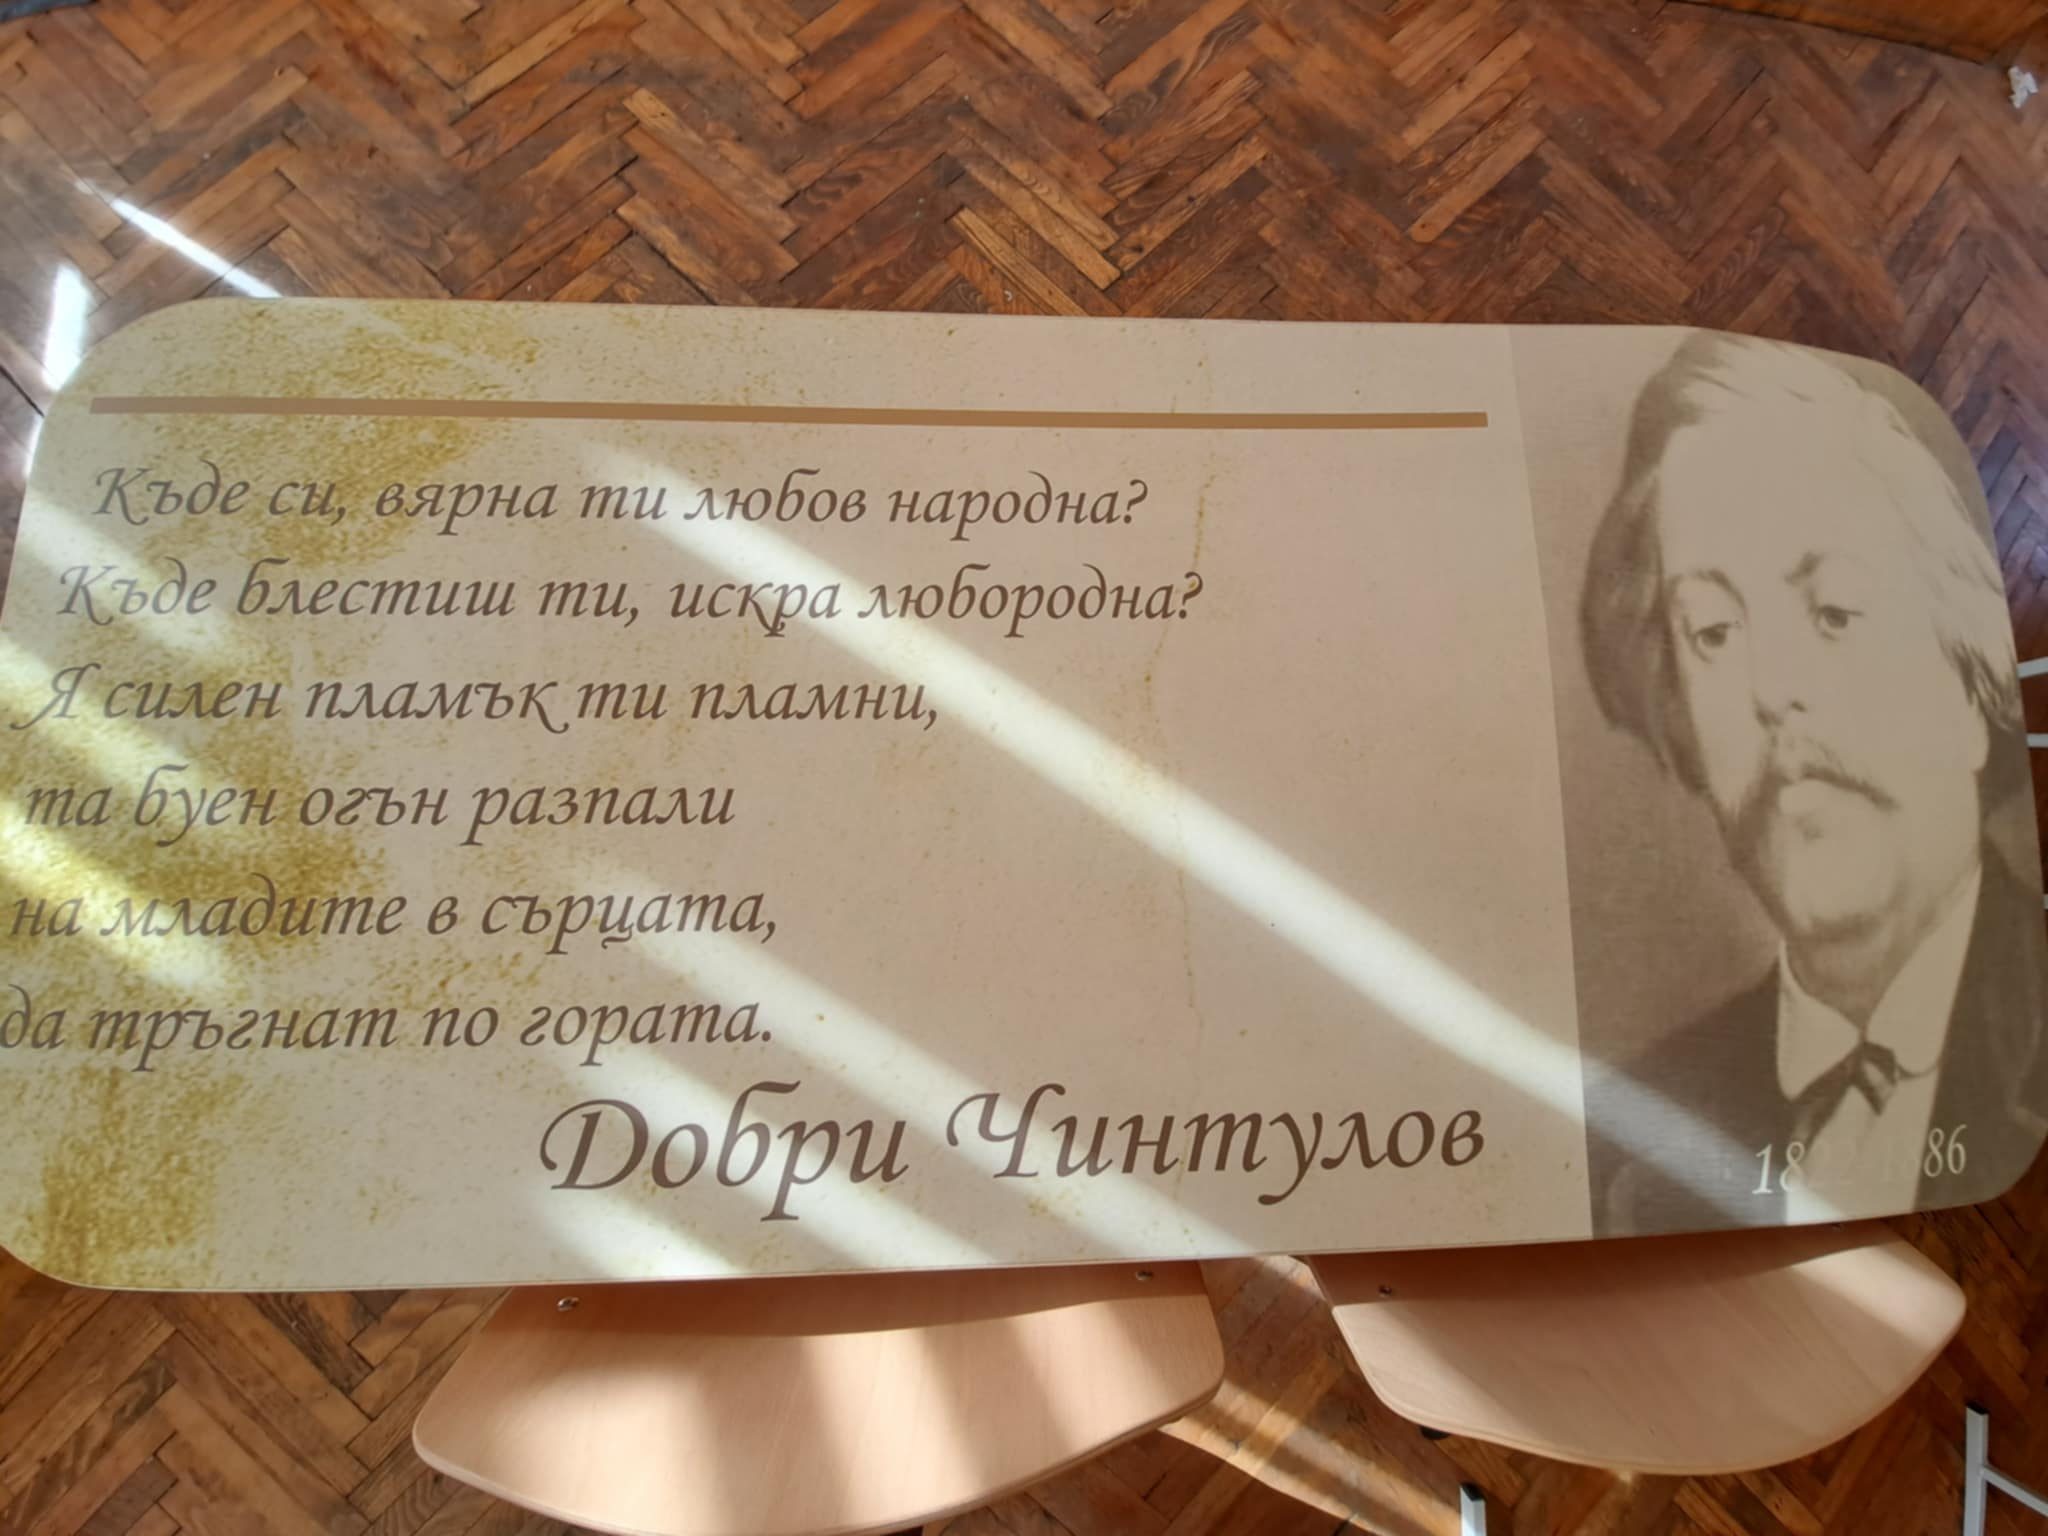 Къде си, вярна ти любов народна?
Къде блестиш ти, искра любородна?
Я силен пламък ти пламни,
та буен огън разпали
на младите в сърцата,
да тръгнат по гората.
Добри Чинтулов